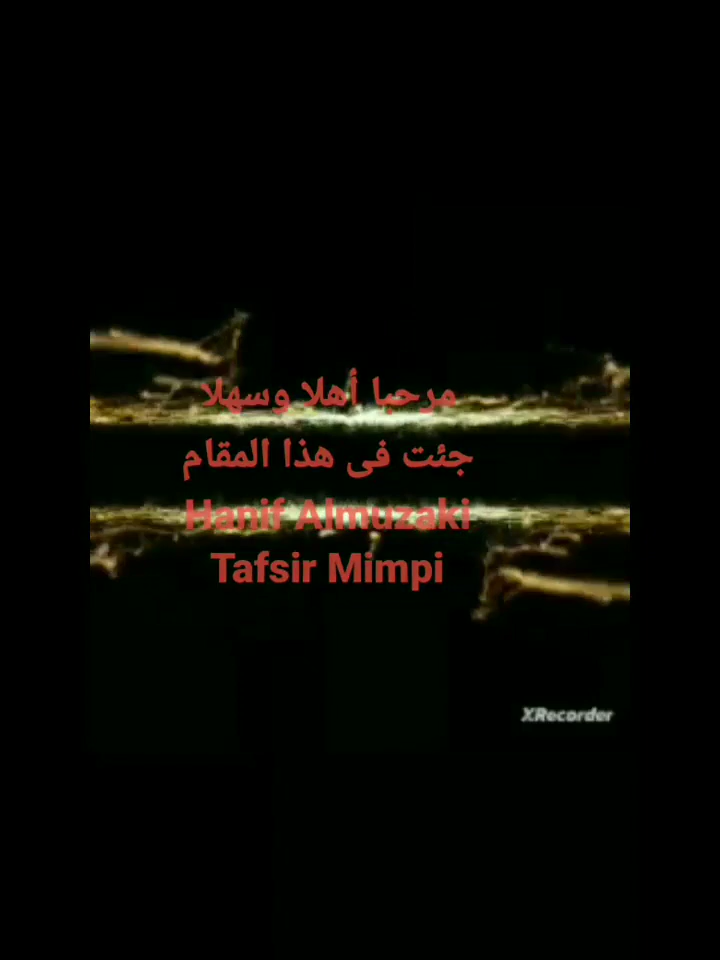 مرحبا أهلا وسهلا
جئت فى هذا المقام
Hanif Almuzaki
Tafsir Mimpi
XRecorder